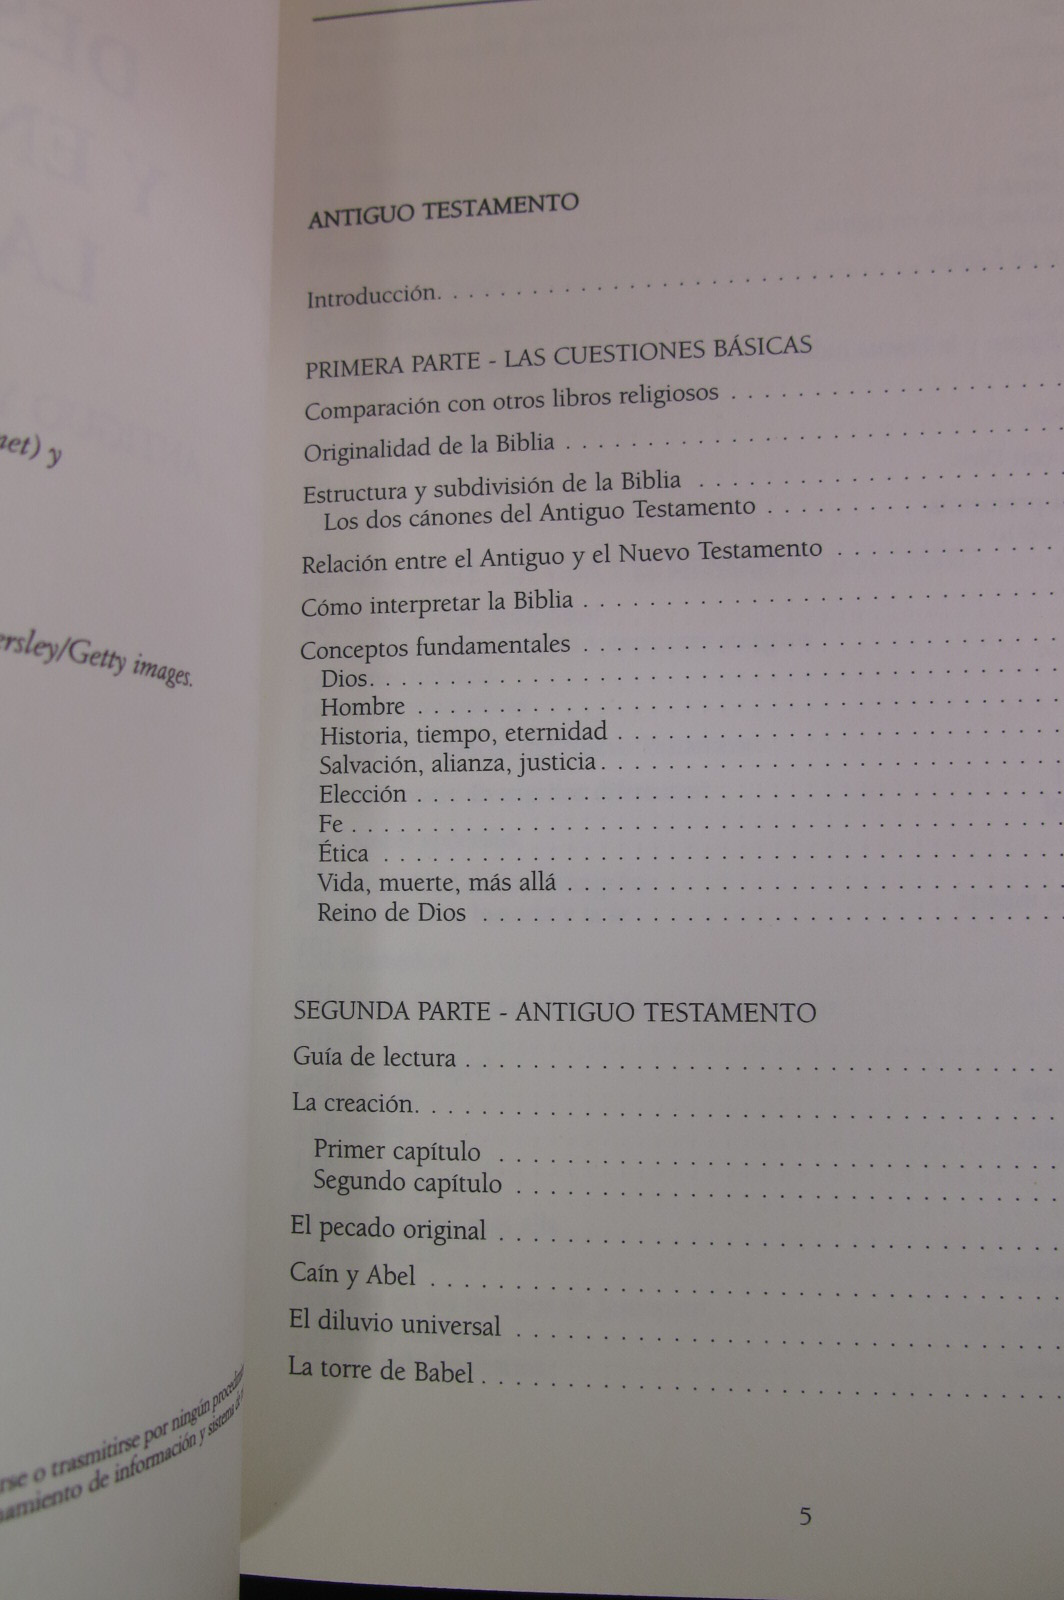 net) y
ersley/Getty images.
rse o trasmitirse por ningún
namiento de información y sistema de
ANTIGUO TESTAMENTO
Introducción. . . . . . . . . . . . . . . . . . . . . . . . . . . . . . . . . . . . . .
PRIMERA PARTE - LAS CUESTIONES BÁSICAS
Comparación con otros libros religiosos . . . . . . . . . . . . . . . . . . . .
Originalidad de la Biblia . . . . . . . . . . . . . . . . . . . . . . . . . . . . . .
Estructura y subdivisión de la Biblia . . . . . . . . . . . . . . . . . . . . . .
Los dos cánones del Antiguo Testamento . . . . . . . . . . . . . . . . . .
Relación entre el Antiguo y el Nuevo Testamento . . . . . . . . . . . . . .
Cómo interpretar la Biblia . . . . . . . . . . . . . . . . . . . . . . . . . . . . .
Conceptos fundamentales . . . . . . . . . . . . . . . . . . . . . . . . . . . . .
Dios. . . . . . . . . . . . . . . . . . . . . . . . . . . . . . . . . . . . . . . . .
Hombre . . . . . . . . . . . . . . . . . . . . . . . . . . . . . . . . . . . . . .
Historia, tiempo, eternidad . . . . . . . . . . . . . . . . . . . . . . . . . . .
Salvación, alianza, justicia . . . . . . . . . . . . . . . . . . . . . . . . . . . .
Elección . . . . . . . . . . . . . . . . . . . . . . . . . . . . . . . . . . . . . .
Fe . . . . . . . . . . . . . . . . . . . . . . . . . . . . . . . . . . . . . . . . . .
Ética . . . . . . . . . . . . . . . . . . . . . . . . . . . . . . . . . . . . . . . .
Vida, muerte, más allá . . . . . . . . . . . . . . . . . . . . . . . . . . . . .
Reino de Dios . . . . . . . . . . . . . . . . . . . . . . . . . . . . . . . . . .
SEGUNDA PARTE - ANTIGUO TESTAMENTO
Guía de lectura . . . . . . . . . . . . . . . . . . . . . . . . . . . . . . . . . . .
La creación. . . . . . . . . . . . . . . . . . . . . . . . . . . . . . . . . . . . . .
Primer capítulo . . . . . . . . . . . . . . . . . . . . . . . . . . . . . . . . .
Segundo capítulo . . . . . . . . . . . . . . . . . . . . . . . . . . . . . . . .
El pecado original . . . . . . . . . . . . . . . . . . . . . . . . . . . . . . . . .
Caín y Abel . . . . . . . . . . . . . . . . . . . . . . . . . . . . . . . . . . . . .
El diluvio universal . . . . . . . . . . . . . . . . . . . . . . . . . . . . . . . .
La torre de Babel . . . . . . . . . . . . . . . . . . . . . . . . . . . . . . . . . .
5